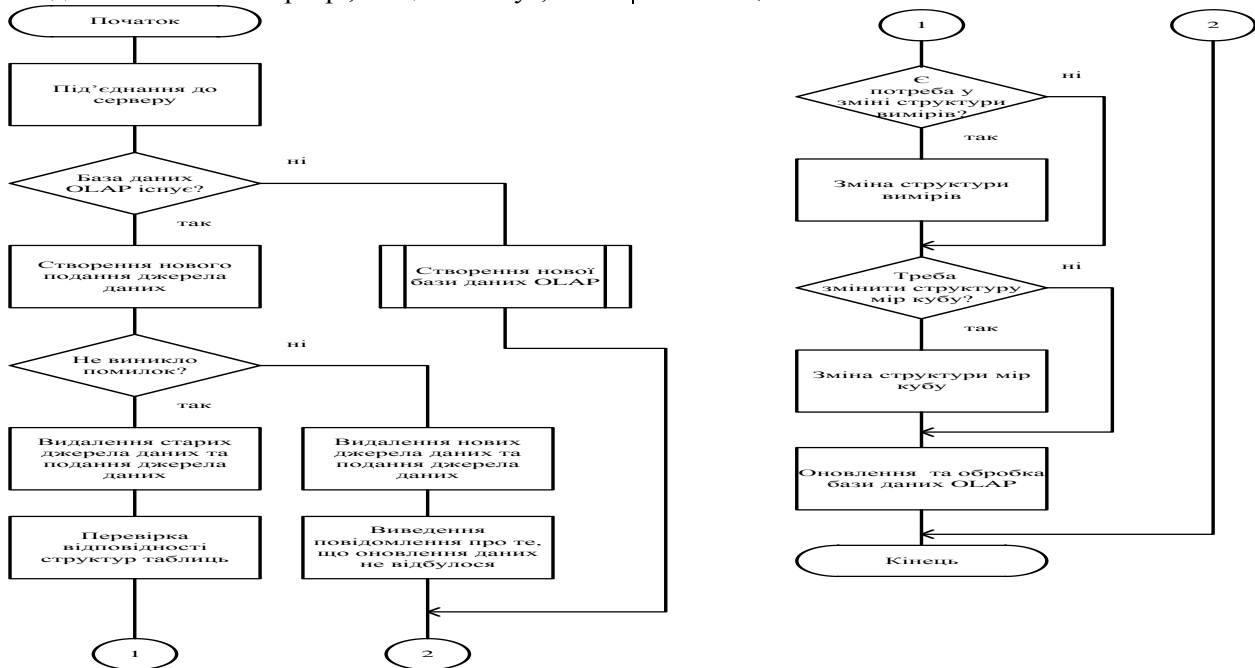 Початок
Під’єднання до
серверу
База даних
OLAP існує?
ні
так
Створення нового
подання джерела
даних
Створення нової
бази даних OLAP
Не виникло
помилок?
ні
так
Видалення старих
джерела даних та
подання джерела
даних
Видалення нових
джерела даних та
подання джерела
даних
Перевірка
відповідності
структур таблиць
Виведення
повідомлення про те,
що оновлення даних
не відбулося
1
2
1
2
Є
потреба у
зміні структури
вимірів?
ні
так
Зміна структури
вимірів
Треба
змінити структуру
мір кубу?
ні
так
Зміна структури мір
кубу
Оновлення та обробка
бази даних OLAP
Кінець